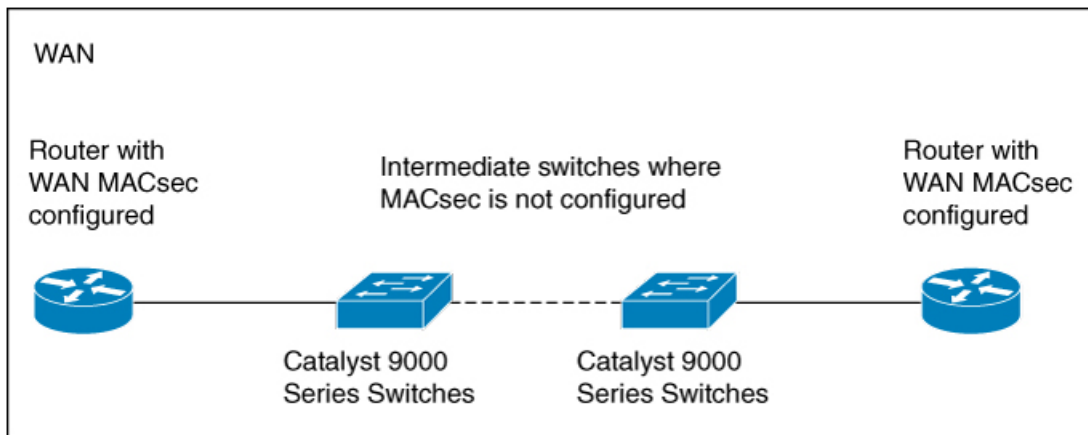 WAN
Router with
WAN MACsec
configured
Intermediate switches where
MACsec is not configured
Router with
WAN MACsec
configured
Catalyst 9000
Series Switches
Catalyst 9000
Series Switches